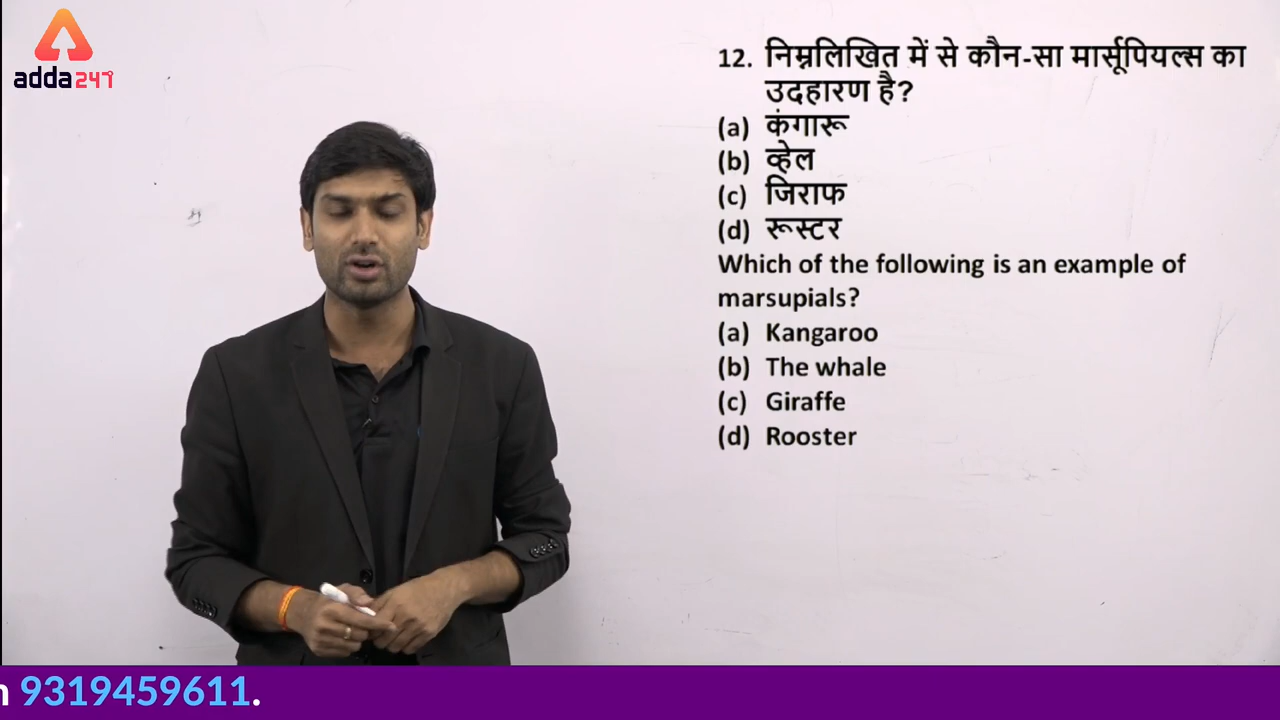 adda247
12. निम्नलिखित में से कौन-सा मार्सूपियल्स का
उदहारण है?
(a) कंगारू
(b) व्हेल
(c) जिराफ
(d) रूस्टर
Which of the following is an example of
marsupials?
(a) Kangaroo
(b) The whale
(c) Giraffe
(d) Rooster
9319459611.